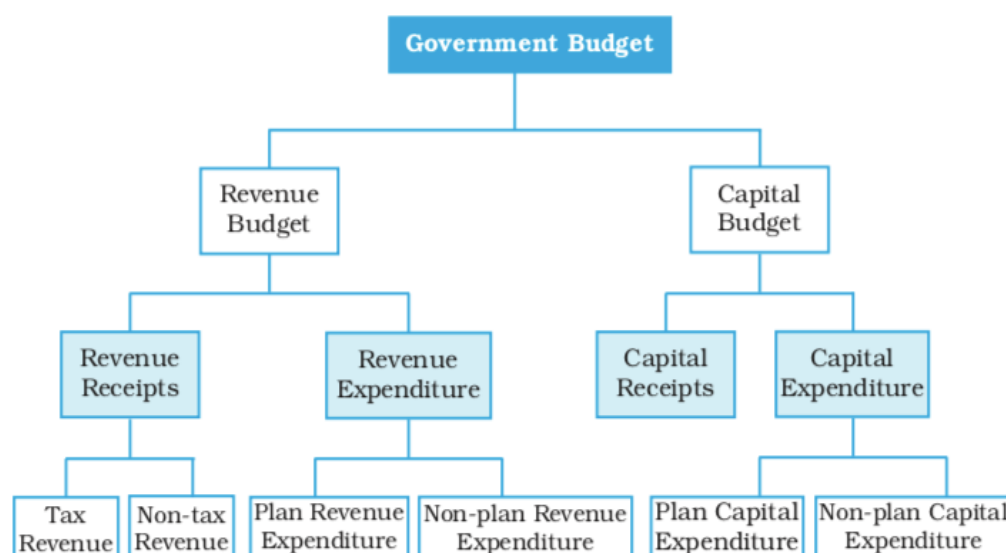 Government Budget
Revenue
Budget
Capital
Budget
Revenue
Receipts
Revenue
Expenditure
Capital
Receipts
Capital
Expenditure
Tax
Revenue
Non-tax
Revenue
Plan Revenue
Expenditure
Non-plan Revenue
Expenditure
Plan Capital
Expenditure
Non-plan Capital
Expenditure